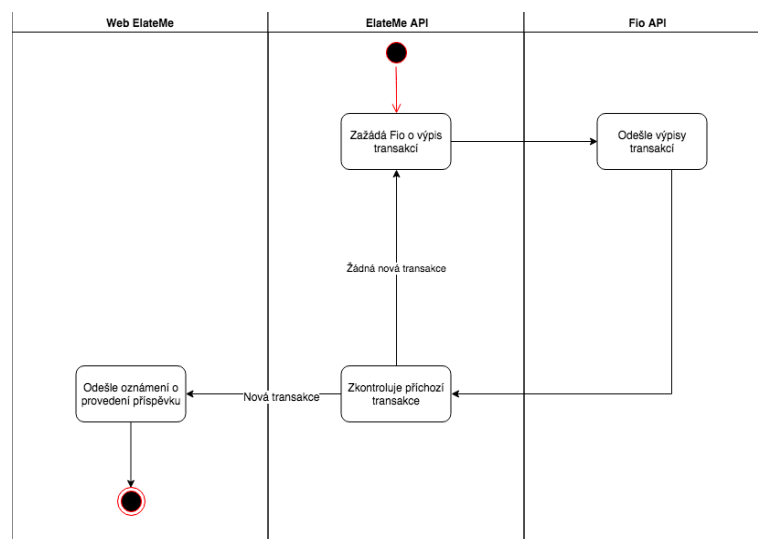 Web ElateMe
ElateMe API
Fio API
Zažádá Fio o výpis
transakcí
Odešle výpisy
transakcí
Žádná nová transakce
Odešle oznámení o
provedení příspěvku
Nová transakce
Zkontroluje příchozí
transakce